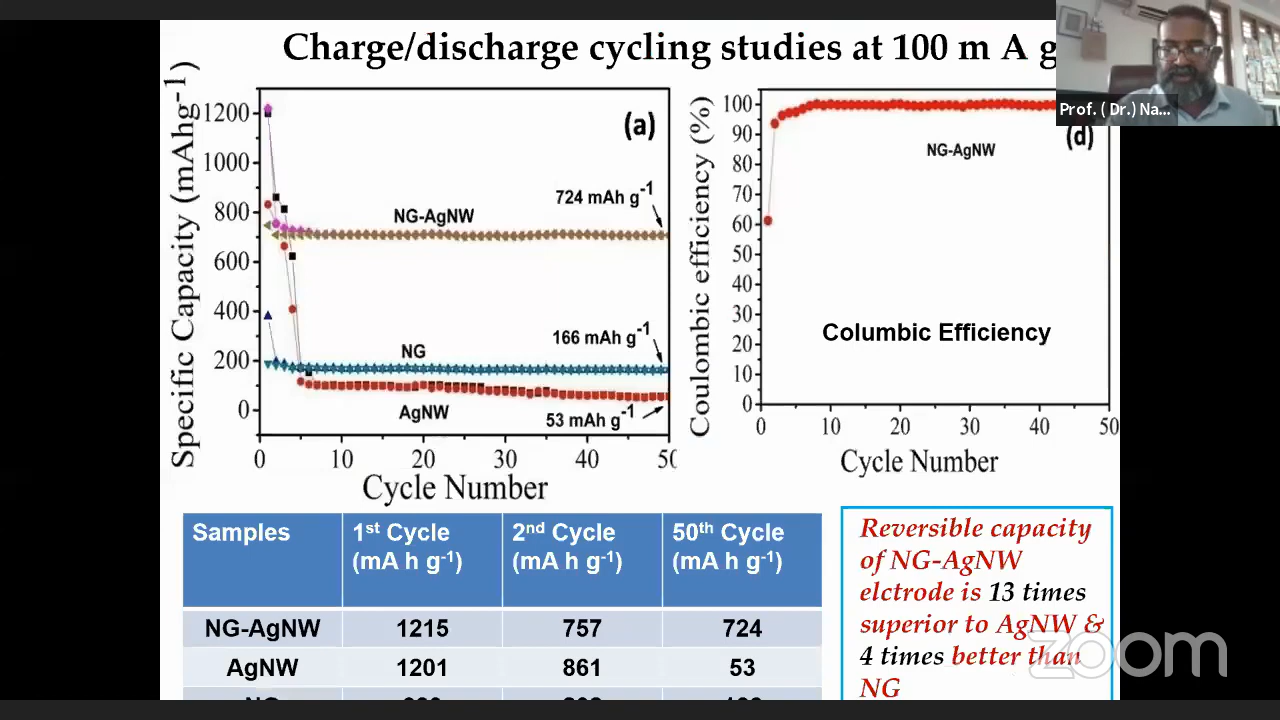 Charge/discharge cycling studies at 100 m A g
Prof. ( Dr.) Na...
Specific Capacity (mAhg-1)
1200
1000
800
600
400
200
0
(a)
724 mAh g-1
NG-AgNW
166 mAh g-1
NG
AgNW
53 mAh g-1
0 10 20 30 40 50
Cycle Number
Coulombic efficiency (%)
100
90
80
70
60
50
40
30
20
10
0
(d)
NG-AgNW
Columbic Efficiency
0 10 20 30 40 50
Cycle Number
Samples 1st Cycle (mA h g-1) 2nd Cycle (mA h g-1) 50th Cycle (mA h g-1)
NG-AgNW 1215 757 724
AgNW 1201 861 53
Reversible capacity
of NG-AgNW
elctrode is 13 times
superior to AgNW &
4 times better than
NG
zoom